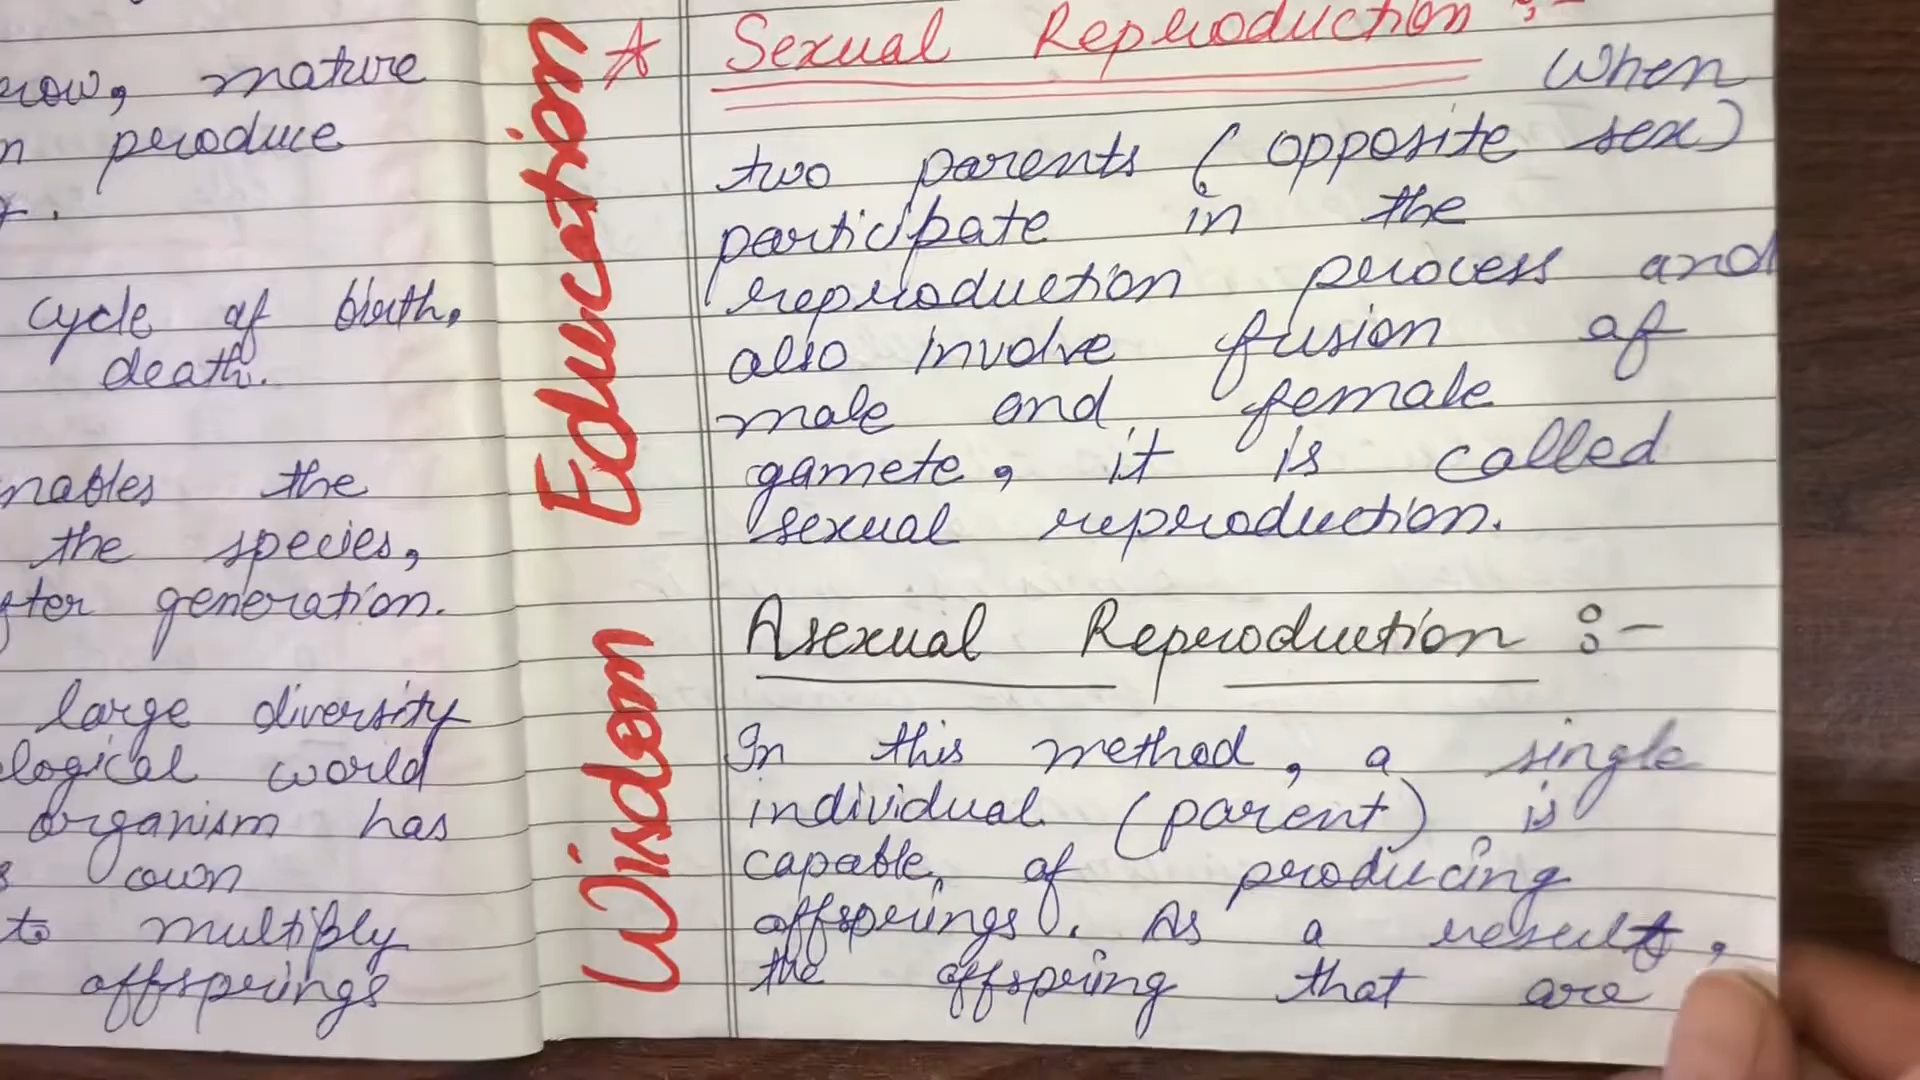 row, mature
produce
cycle of birth,
death.
nables the
the species,
generation.
large diversity
logical world
organism has
own
to multiply
offsprings
Wisdom Education
☆ Sexual Reproduction :-
When
two parents (opposite sex)
participate in the
reproduction process and
also involve fusion of
male and female
gamete, it is called
sexual reproduction.
Asexual Reproduction :-
In this method, a single
individual (parent) is
capable of producing
offsprings. As a result,
the offspring that are